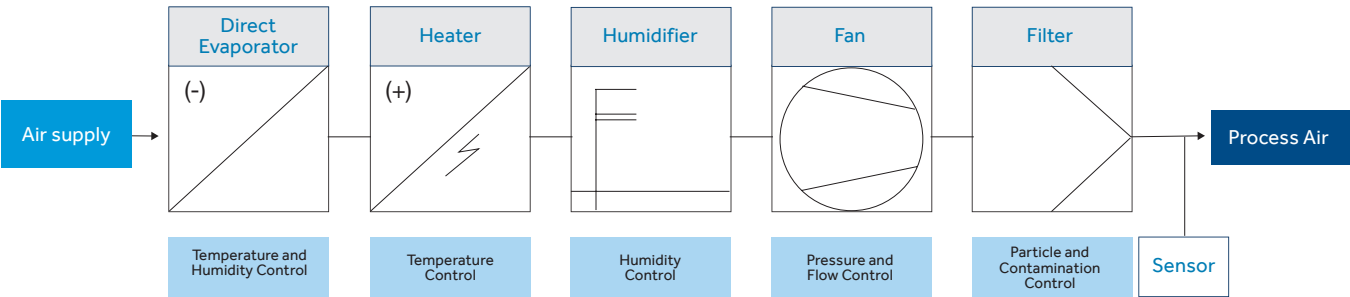 Direct
Evaporator
Heater
Humidifier
Fan
Filter
(-)
(+)
Air supply
Process Air
Temperature and
Humidity Control
Temperature
Control
Humidity
Control
Pressure and
Flow Control
Particle and
Contamination
Control
Sensor